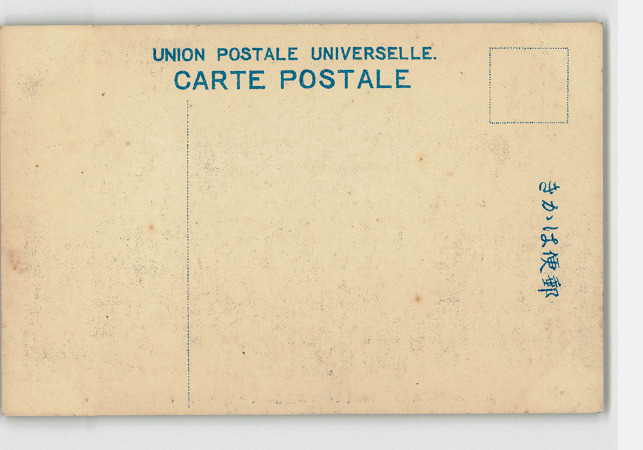 UNION POSTALE UNIVERSELLE.
CARTE POSTALE
きかは便郵